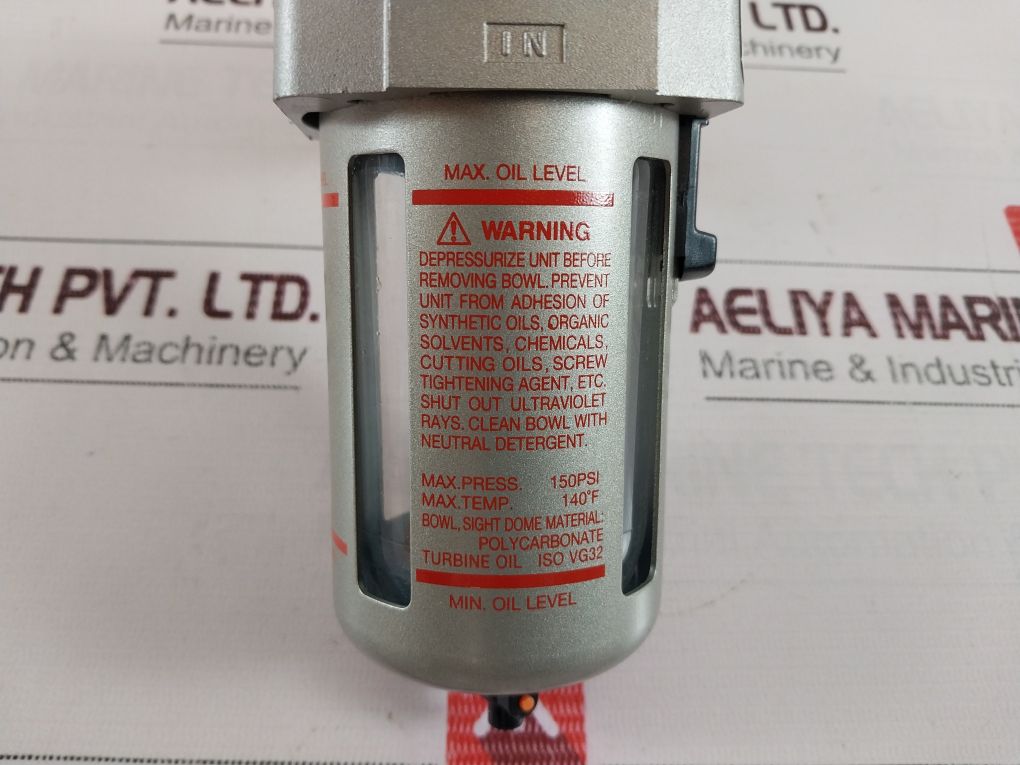 LTD.
Marine
chinery
IN
MAX. OIL LEVEL
WARNING
DEPRESSURIZE UNIT BEFORE
REMOVING BOWL. PREVENT
UNIT FROM ADHESION OF
SYNTHETIC OILS, ORGANIC
SOLVENTS, CHEMICALS,
CUTTING OILS, SCREW
TIGHTENING AGENT, ETC.
SHUT OUT ULTRAVIOLET
RAYS. CLEAN BOWL WITH
NEUTRAL DETERGENT.
MAX.PRESS. 150PSI
MAX.TEMP. 140°F
BOWL, SIGHT DOME MATERIAL:
POLYCARBONATE
TURBINE OIL ISO VG32
MIN. OIL LEVEL
H PVT. LTD.
on & Machinery
AELIYA MARIN
Marine & Industri